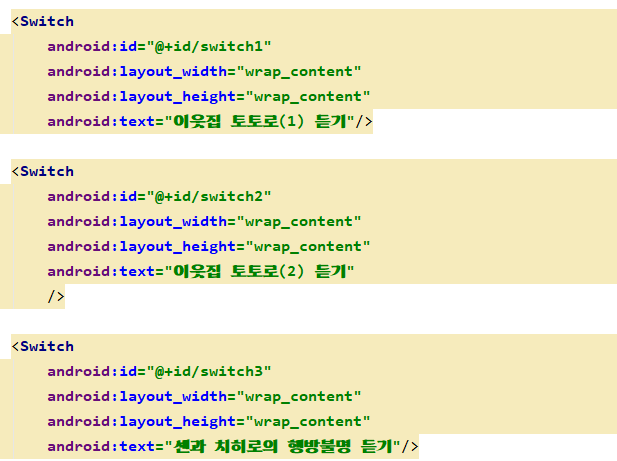 <Switch
android:id="@+id/switch1"
android:layout_width="wrap_content"
android:layout_height="wrap_content"
android:text="이웃집 토토로(1) 듣기"/>
<Switch
android:id="@+id/switch2"
android:layout_width="wrap_content"
android:layout_height="wrap_content"
android:text="이웃집 토토로(2) 듣기"
/>
<Switch
android:id="@+id/switch3"
android:layout_width="wrap_content"
android:layout_height="wrap_content"
android:text="센과 치히로의 행방불명 듣기"/>